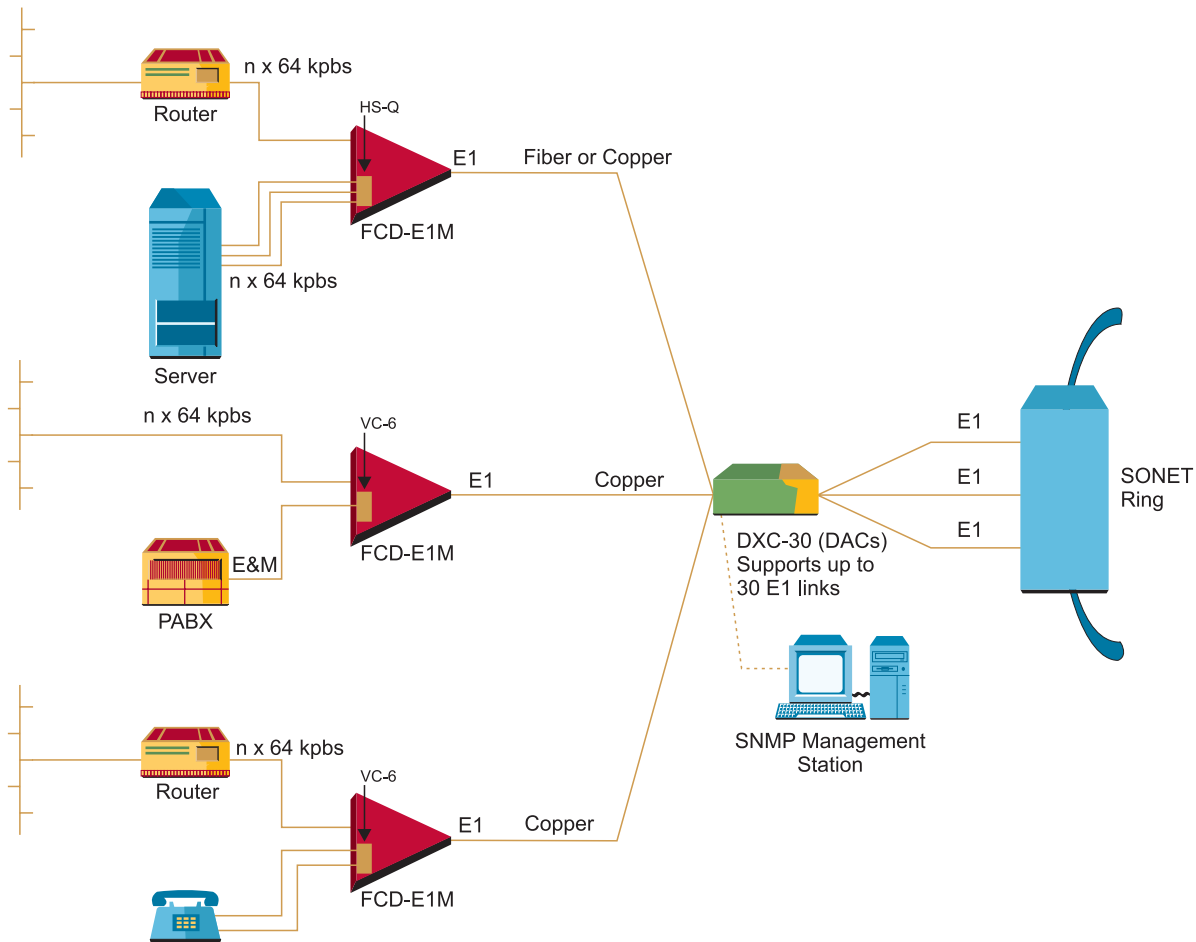 n x 64 kpbs
Router
HS-Q
E1
Fiber or Copper
FCD-E1M
n x 64 kpbs
Server
n x 64 kpbs
VC-6
E1
Copper
FCD-E1M
E&M
PABX
E1
E1
E1
SONET
Ring
DXC-30 (DACs)
Supports up to
30 E1 links
SNMP Management
Station
n x 64 kpbs
Router
VC-6
E1
Copper
FCD-E1M